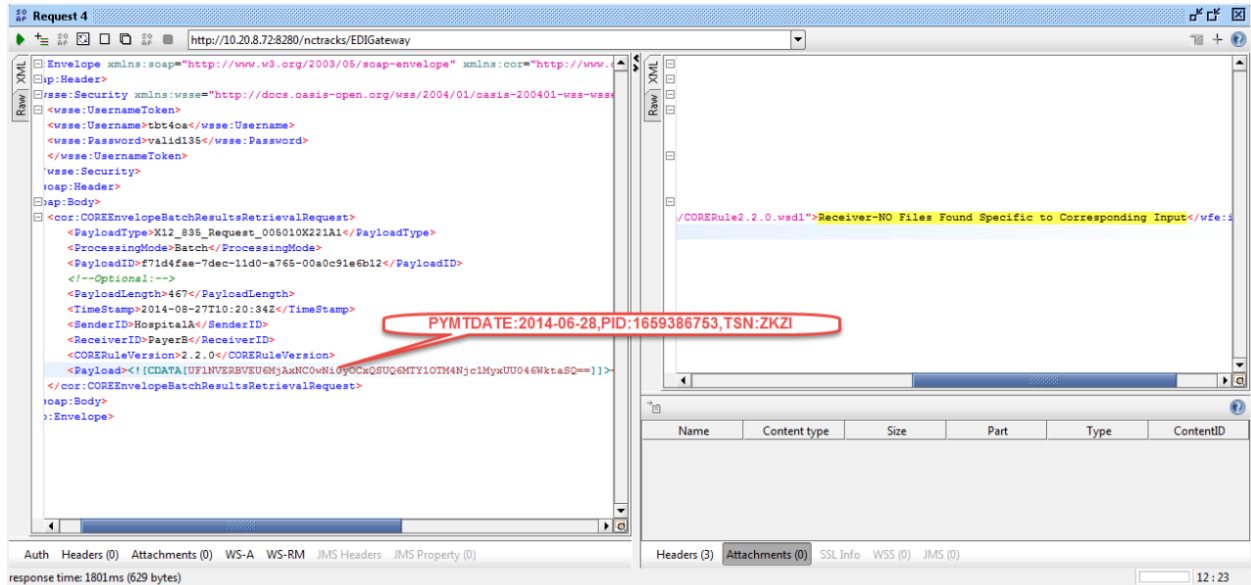 Request 4
http://10.20.8.72:8280/nctracks/EDIGateway
XML
Raw
:Envelope xmlns:soap="http://www.w3.org/2003/05/soap-envelope" xmlns:cor="http://www.
ap:Header>
wsse:Security xmlns:wsse="http://docs.oasis-open.org/wss/2004/01/oasis-200401-wss-wsse
<wsse:UsernameToken>
<wsse:Username>tbt4oa</wsse:Username>
<wsse:Password>valid135</wsse:Password>
</wsse:UsernameToken>
/wsse:Security>
soap:Header>
oap:Body>
<cor:COREEnvelopeBatchResultsRetrievalRequest>
<PayloadType>X12_835_Request_005010X221A1</PayloadType>
<ProcessingMode>Batch</ProcessingMode>
<PayloadID>f71d4fae-7dec-11d0-a765-00a0c91e6b12</PayloadID>
<!--Optional:-->
<PayloadLength>467</PayloadLength>
<TimeStamp>2014-08-27T10:20:34Z</TimeStamp>
<SenderID>HospitalA</SenderID>
<ReceiverID>PayerB</ReceiverID>
<CORERuleVersion>2.2.0</CORERuleVersion>
<Payload><![CDATA[UFlNVERBVEU6MjAxNC0wNi0yOCxQSUQ6MTY1OTM4Njc1MyxUU046WktaSQ==]]>
</cor:COREEnvelopeBatchResultsRetrievalRequest>
soap:Body>
p:Envelope>
PYMTDATE:2014-06-28,PID:1659386753,TSN:ZKZI
XML
Raw
/CORERule2.2.0.wsdl">Receiver-NO Files Found Specific to Corresponding Input</wfe:i
Name Content type Size Part Type ContentID
Auth Headers (0) Attachments (0) WS-A WS-RM JMS Headers JMS Property (0)
Headers (3) Attachments (0) SSL Info WSS (0) JMS (0)
response time: 1801ms (629 bytes)
12 : 23